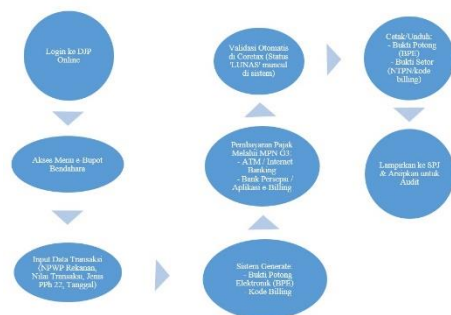 Login ke DJP
Online
Akses Menu e-Bupot
Bendahara
Input Data Transaksi
(NPWP Rekanan,
Nilai Transaksi, Jenis
PPh 22, Tanggal)
Sistem Generate:
- Bukti Potong
Elektronik (BPE)
- Kode Billing
Pembayaran Pajak
Melalui MPN G3:
- ATM / Internet
Banking
- Bank Persepsi /
Aplikasi e-Billing
Validasi Otomatis
di Coretax (Status
'LUNAS' muncul
di sistem)
Cetak/Unduh:
- Bukti Potong
(BPE)
- Bukti Setor
(NTPN/kode
billing)
Lampirkan ke SPJ
& Arsipkan untuk
Audit